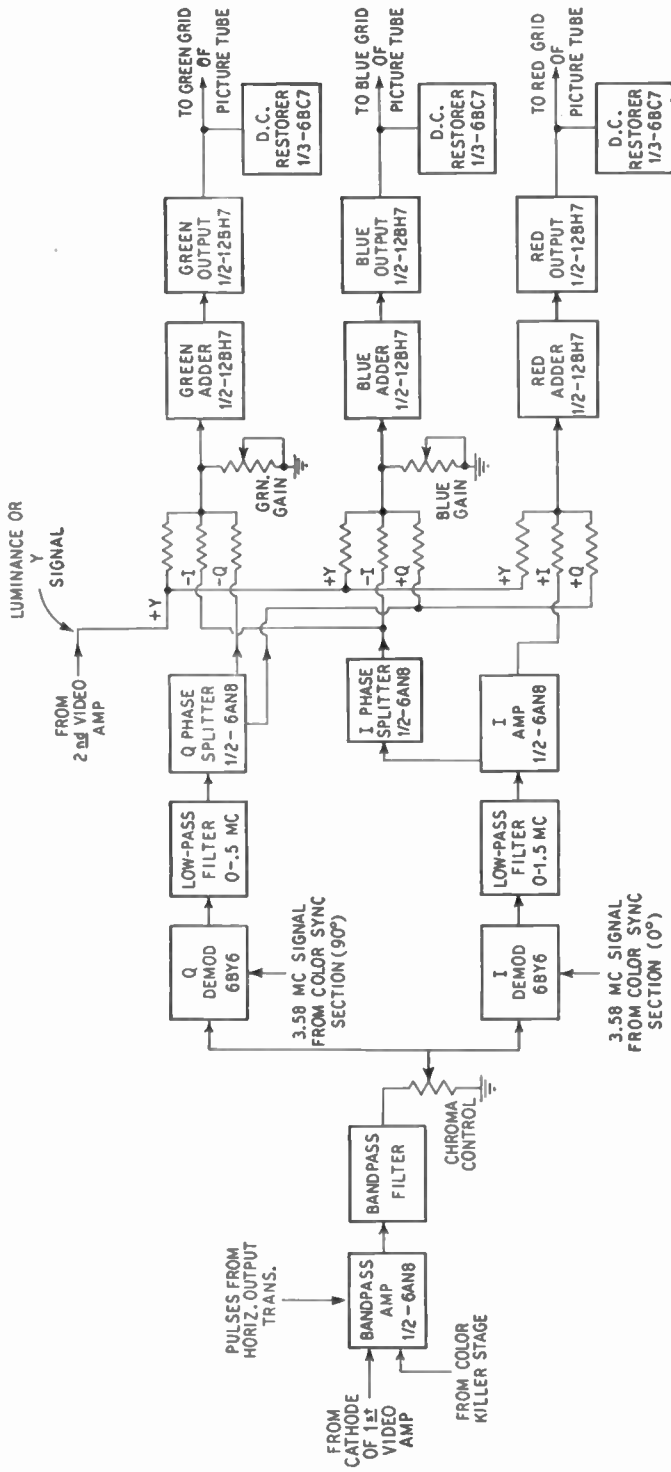 PULSES FROM
HORIZ. OUTPUT
TRANS.
FROM
CATHODE
OF 1st
VIDEO
AMP
FROM COLOR
KILLER STAGE
BANDPASS
AMP
1/2-6AN8
BANDPASS
FILTER
CHROMA
CONTROL
Q
DEMOD
6BY6
3.58 MC SIGNAL
FROM COLOR SYNC
SECTION (90°)
LOW-PASS
FILTER
0-.5 MC
Q PHASE
SPLITTER
1/2-6AN8
I
DEMOD
6BY6
3.58 MC SIGNAL
FROM COLOR SYNC
SECTION (0°)
LOW-PASS
FILTER
0-1.5 MC
I
AMP
1/2-6AN8
I PHASE
SPLITTER
1/2-6AN8
FROM
2nd VIDEO
AMP
LUMINANCE OR
Y
SIGNAL
+Y
-I
-Q
GRN.
GAIN
GREEN
ADDER
1/2-12BH7
GREEN
OUTPUT
1/2-12BH7
TO GREEN GRID
OF
PICTURE TUBE
D.C.
RESTORER
1/3-6BC7
+Y
-I
+Q
BLUE
GAIN
BLUE
ADDER
1/2-12BH7
BLUE
OUTPUT
1/2-12BH7
TO BLUE GRID
OF
PICTURE TUBE
D.C.
RESTORER
1/3-6BC7
+Y
+I
+Q
RED
ADDER
1/2-12BH7
RED
OUTPUT
1/2-12BH7
TO RED GRID
OF
PICTURE TUBE
D.C.
RESTORER
1/3-6BC7